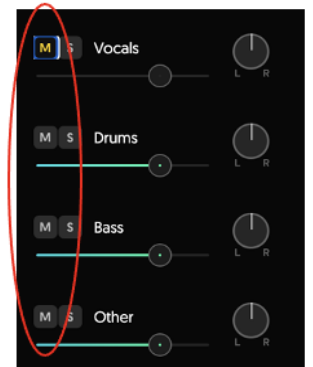 M S Vocals
L R
M S Drums
L R
M S Bass
L R
M S Other
L R